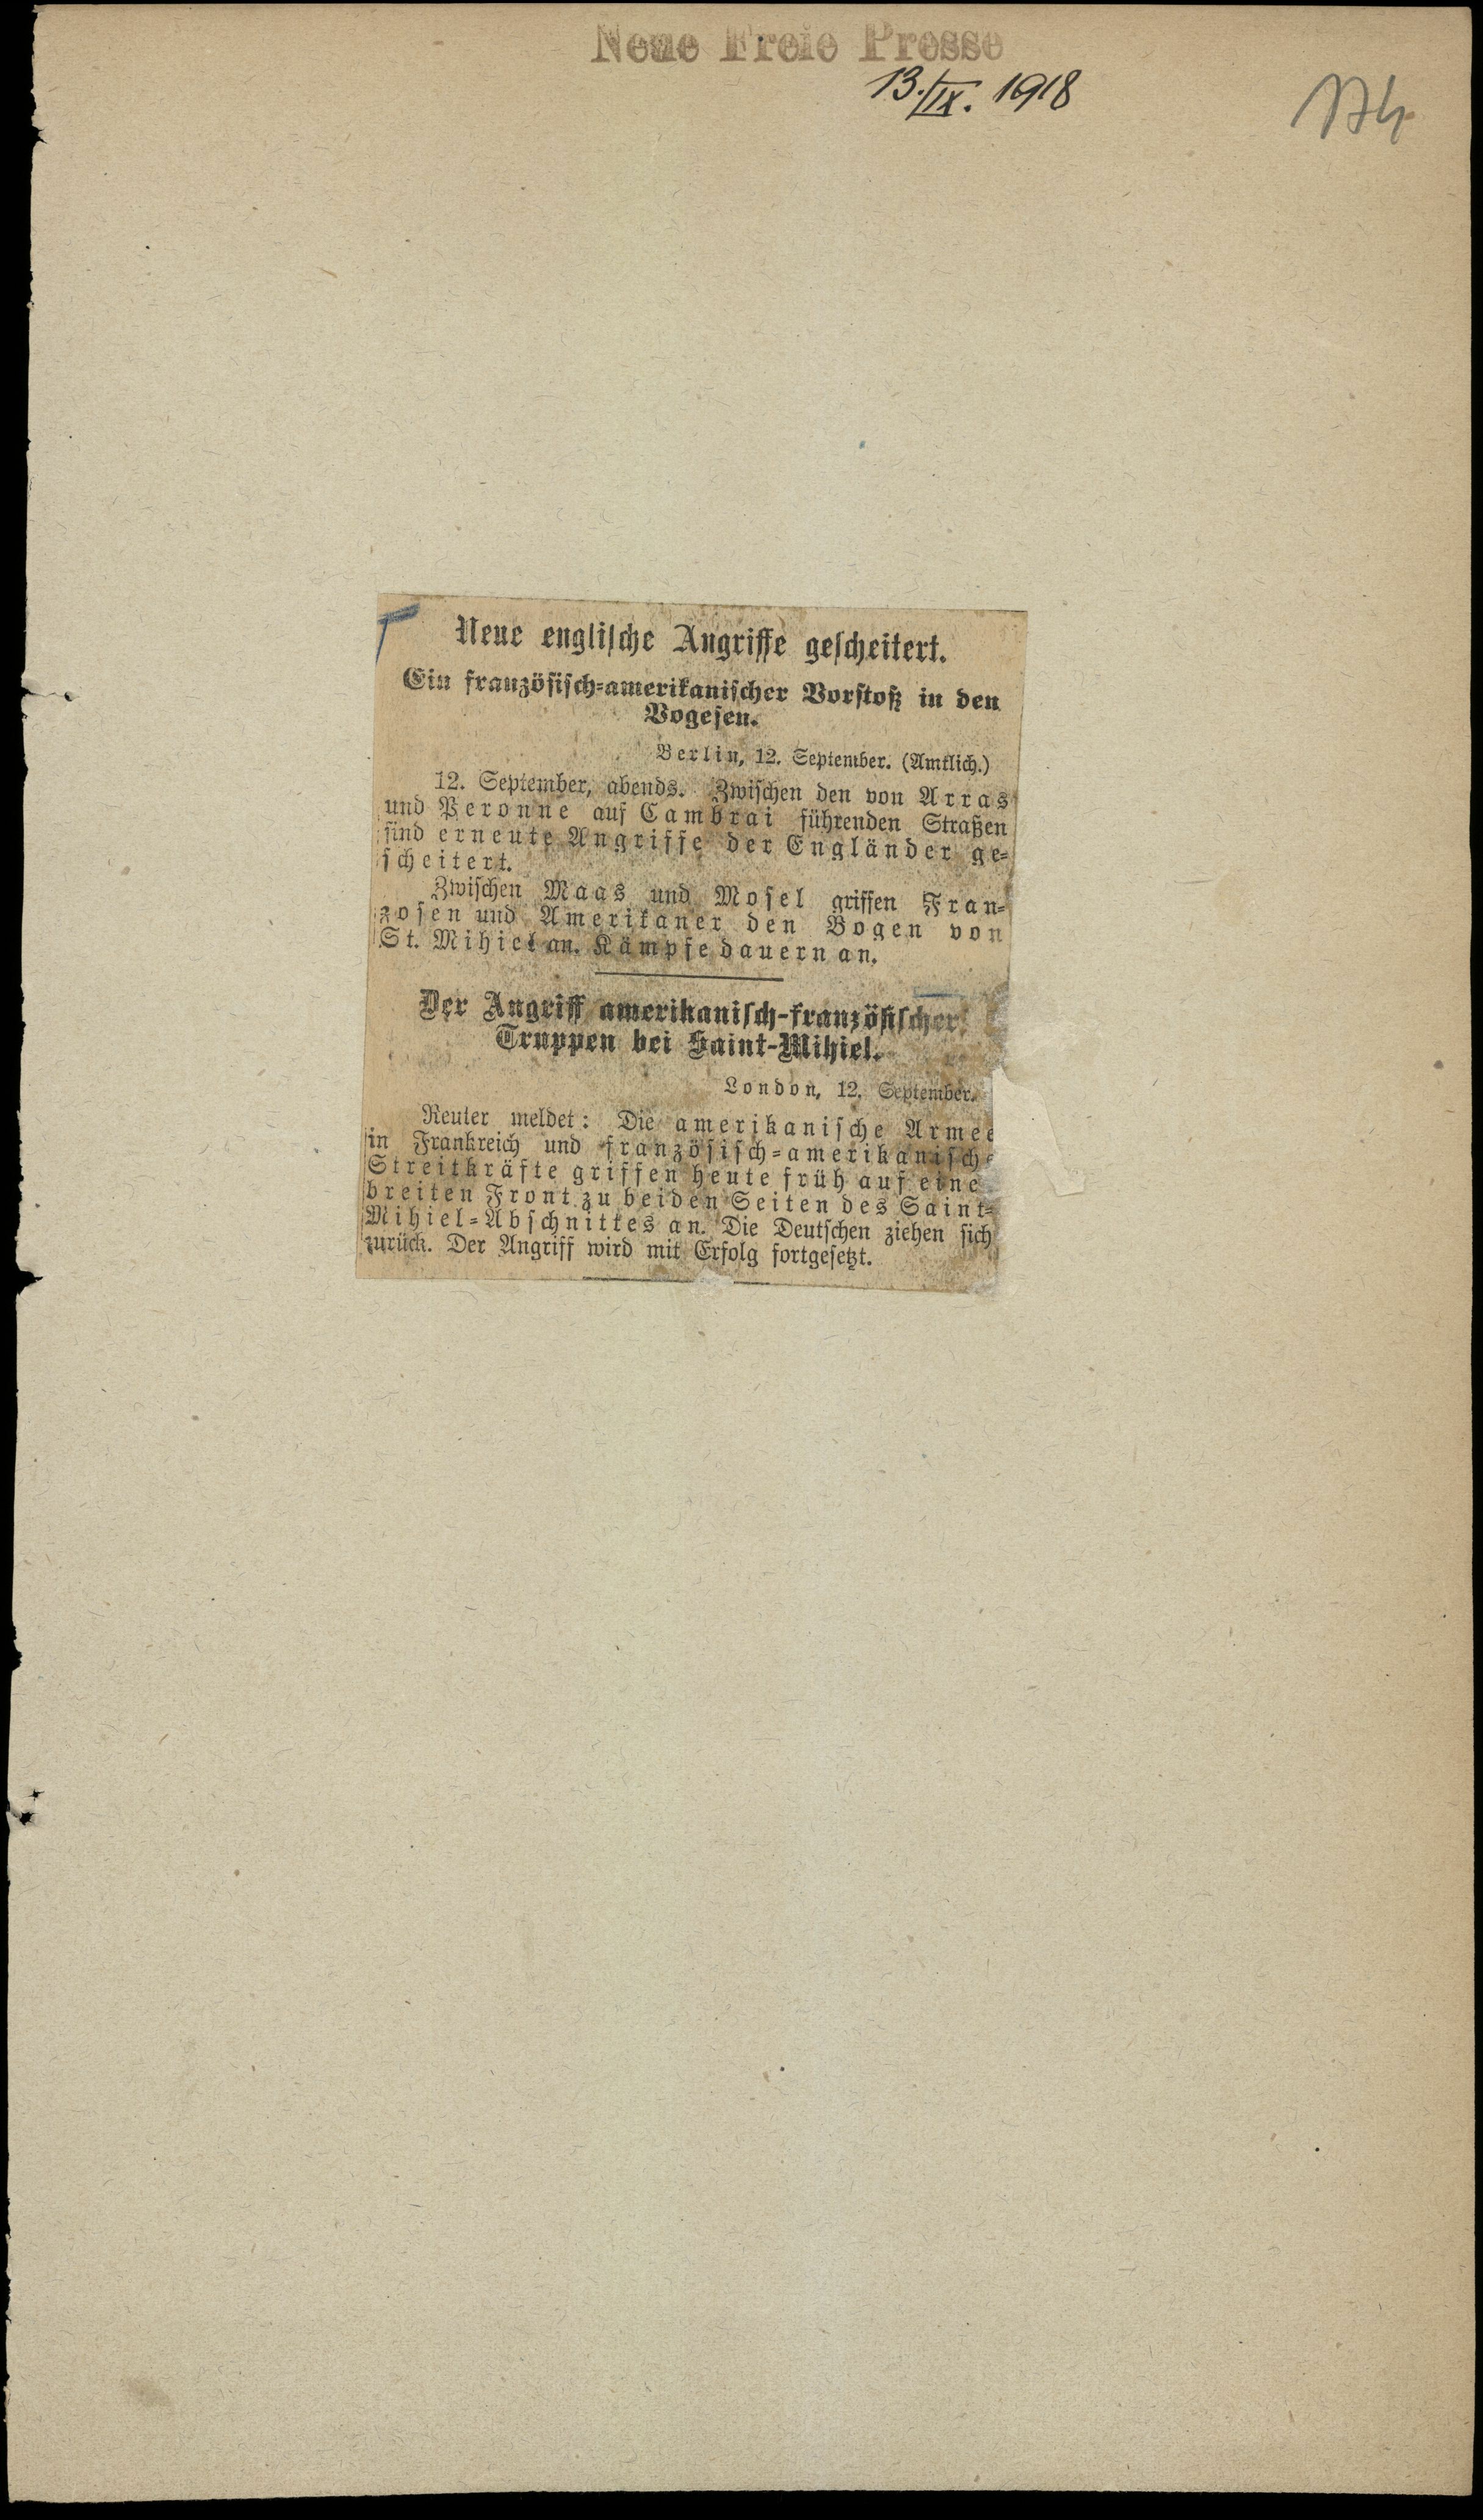 Neue Freie Presse
13./IX. 1918
174
Neue englische Angriffe gescheitert.
Ein französisch-amerikanischer Vorstoß in den
Vogesen.
Berlin, 12. September. (Amtlich.)
12. September, abends. Zwischen den von Arras
und Peronne auf Cambrai führenden Straßen
sind erneute Angriffe der Engländer ge-
scheitert.
Zwischen Maas und Mosel griffen Fran-
zosen und Amerikaner den Bogen von
St. Mihiel an. Kämpfe dauern an.
Der Angriff amerikanisch-französischer
Truppen bei Saint-Mihiel.
London, 12. September.
Reuter meldet: Die amerikanische Armee
in Frankreich und französisch-amerikanisch
Streitkräfte griffen heute früh auf eine
breiten Front zu beiden Seiten des Saint-
Mihiel-Abschnittes an. Die Deutschen ziehen sich
zurück. Der Angriff wird mit Erfolg fortgesetzt.